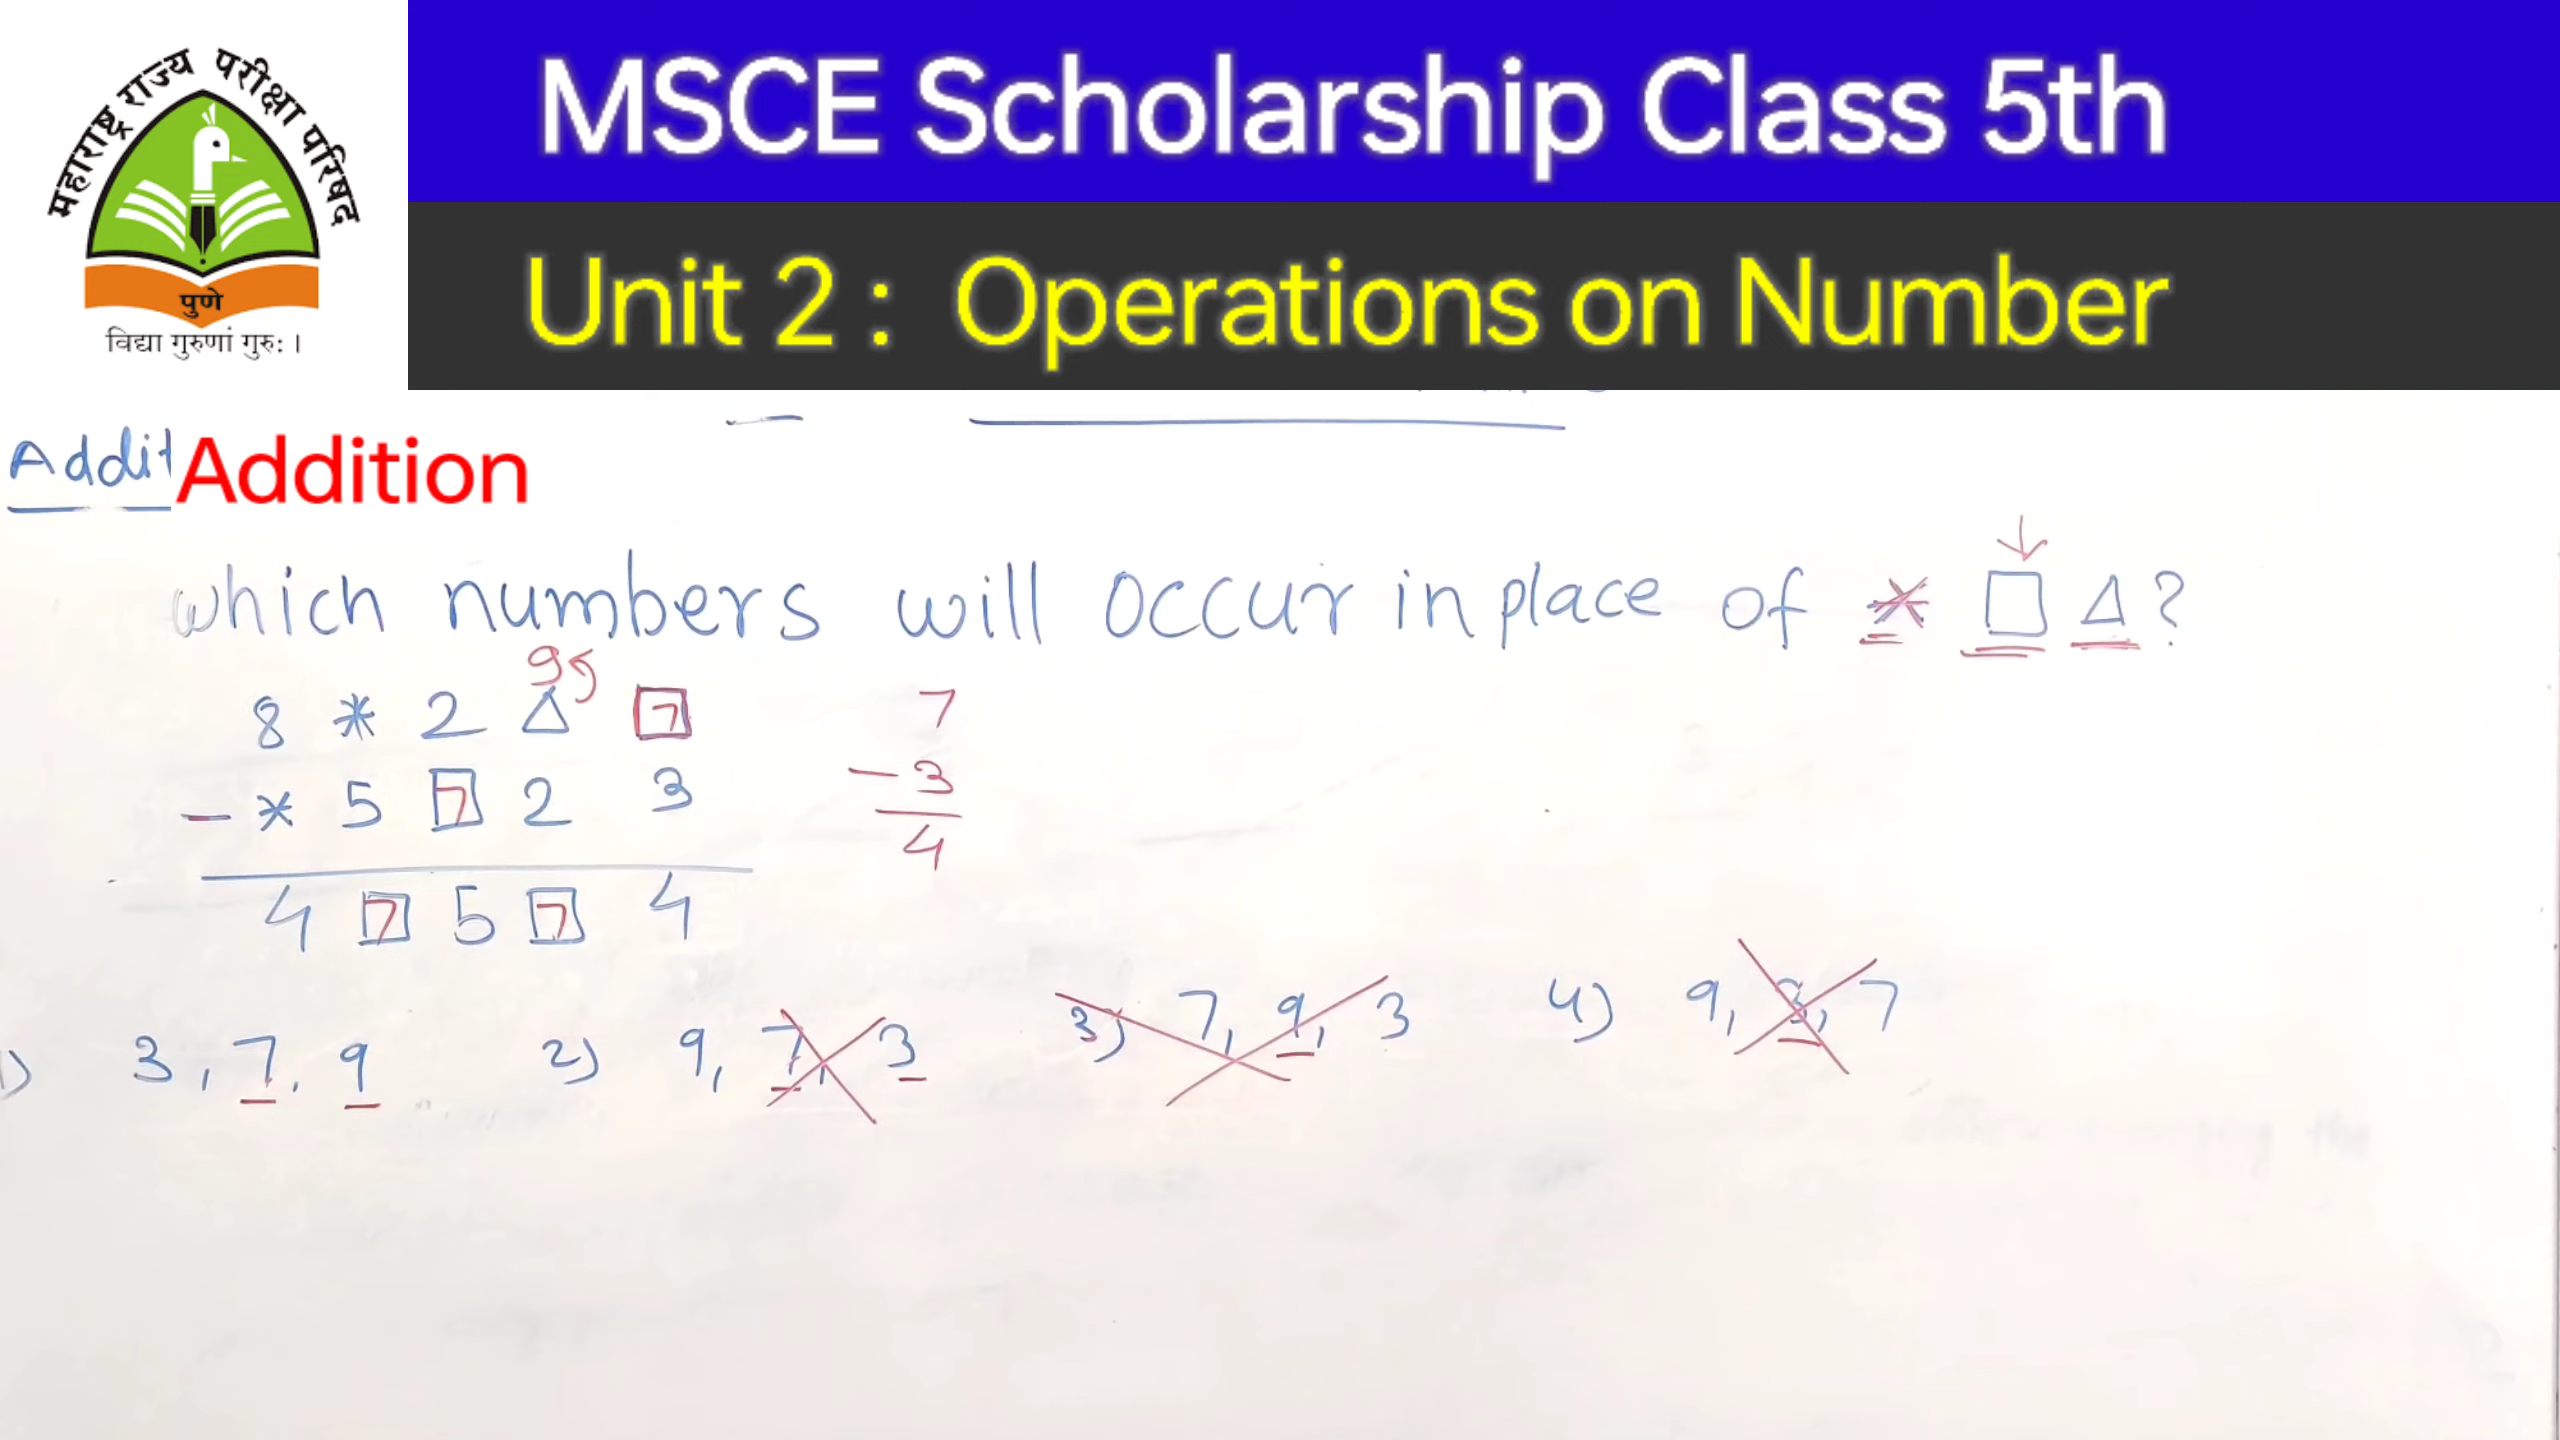 महाराष्ट्र राज्य परीक्षा परिषद
पुणे
विद्या गुरुणां गुरुः ।
MSCE Scholarship Class 5th
Unit 2 : Operations on Number
Addit
Addition
which numbers will occur in place of * □ △ ?
9
8 * 2 △ 7
- * 5 7 2 3
4 7 5 7 4
7
- 3
4
1) 3, 7, 9 2) 9, 7, 3 3) 7, 9, 3 4) 9, 3, 7